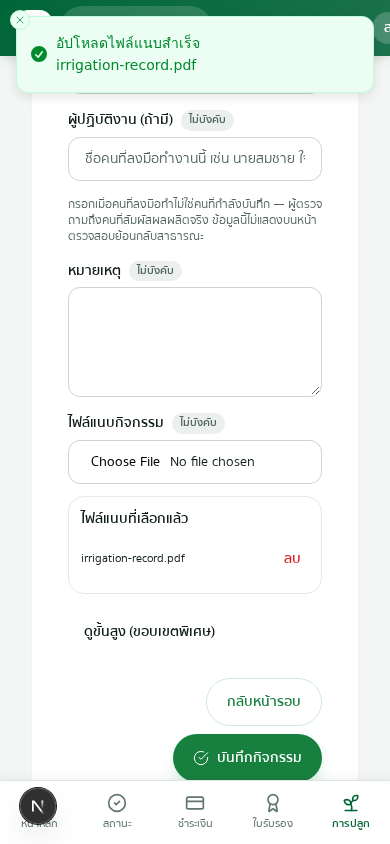 อัปโหลดไฟล์แนบสำเร็จ
irrigation-record.pdf
ผู้ปฏิบัติงาน (ถ้ามี) ไม่บังคับ
ชื่อคนที่ลงมือทำงานนี้ เช่น นายสมชาย
กรอกเมื่อคนที่ลงมือทำไม่ใช่คนที่กำลังบันทึก — ผู้ตรวจ
ถามถึงคนที่สัมผัสผลผลิตจริง ข้อมูลนี้ไม่แสดงบนหน้า
ตรวจสอบย้อนกลับสาธารณะ
หมายเหตุ ไม่บังคับ
ไฟล์แนบกิจกรรม ไม่บังคับ
Choose File No file chosen
ไฟล์แนบที่เลือกแล้ว
irrigation-record.pdf ลบ
ดูขั้นสูง (ขอบเขตพิเศษ)
กลับหน้ารอบ
บันทึกกิจกรรม
N
สถานะ ชำระเงิน ใบรับรอง การปลูก